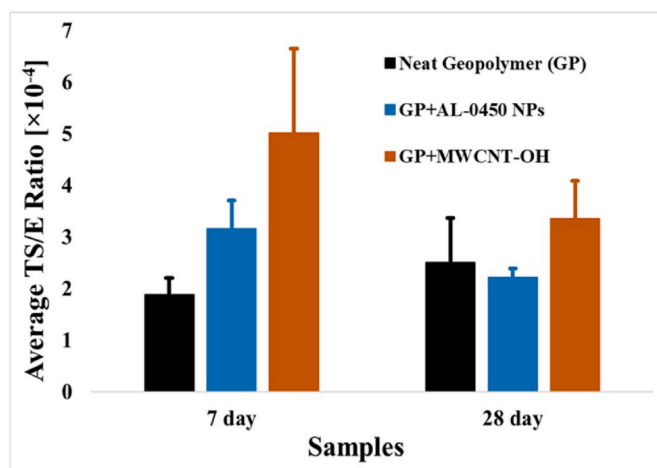 7
6
5
4
3
2
1
0
Average TS/E Ratio [×10⁻⁴]
Neat Geopolymer (GP)
GP+AL-0450 NPs
GP+MWCNT-OH
7 day
28 day
Samples